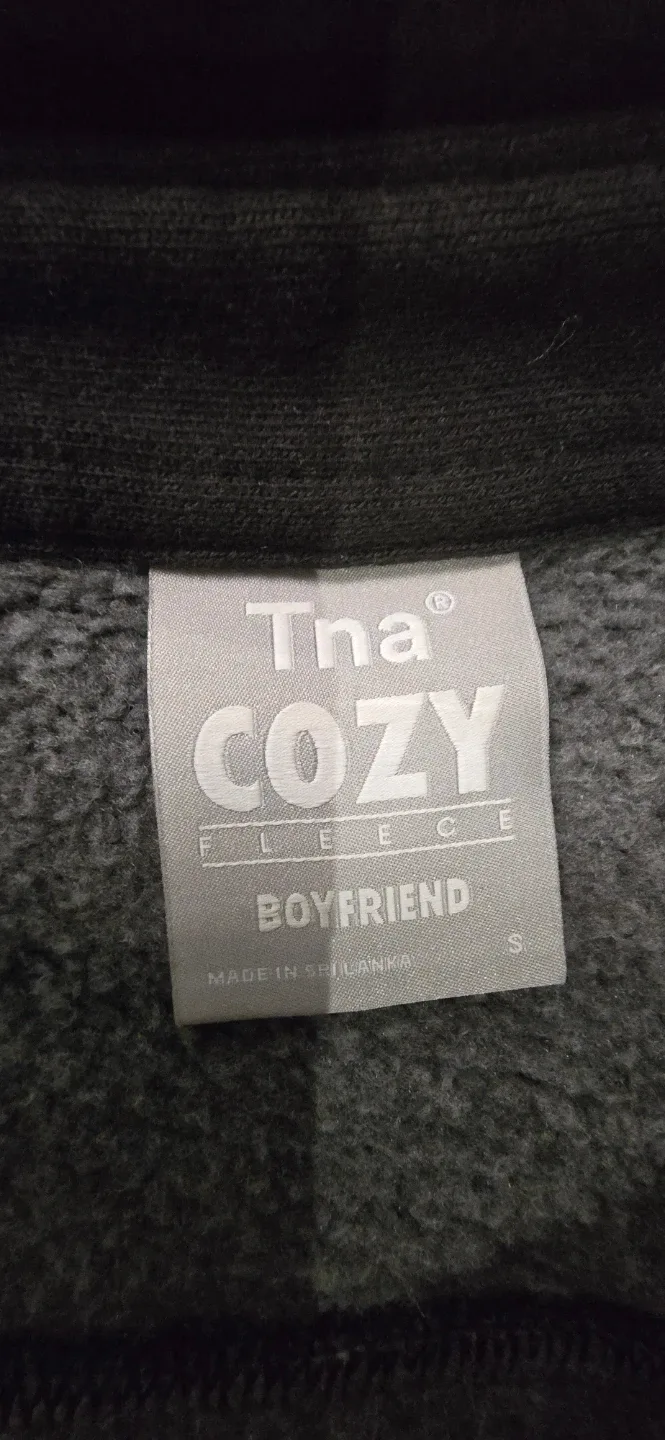 Tna®
COZY
FLEECE
BOYFRIEND
S
MADE IN SRI LANKA